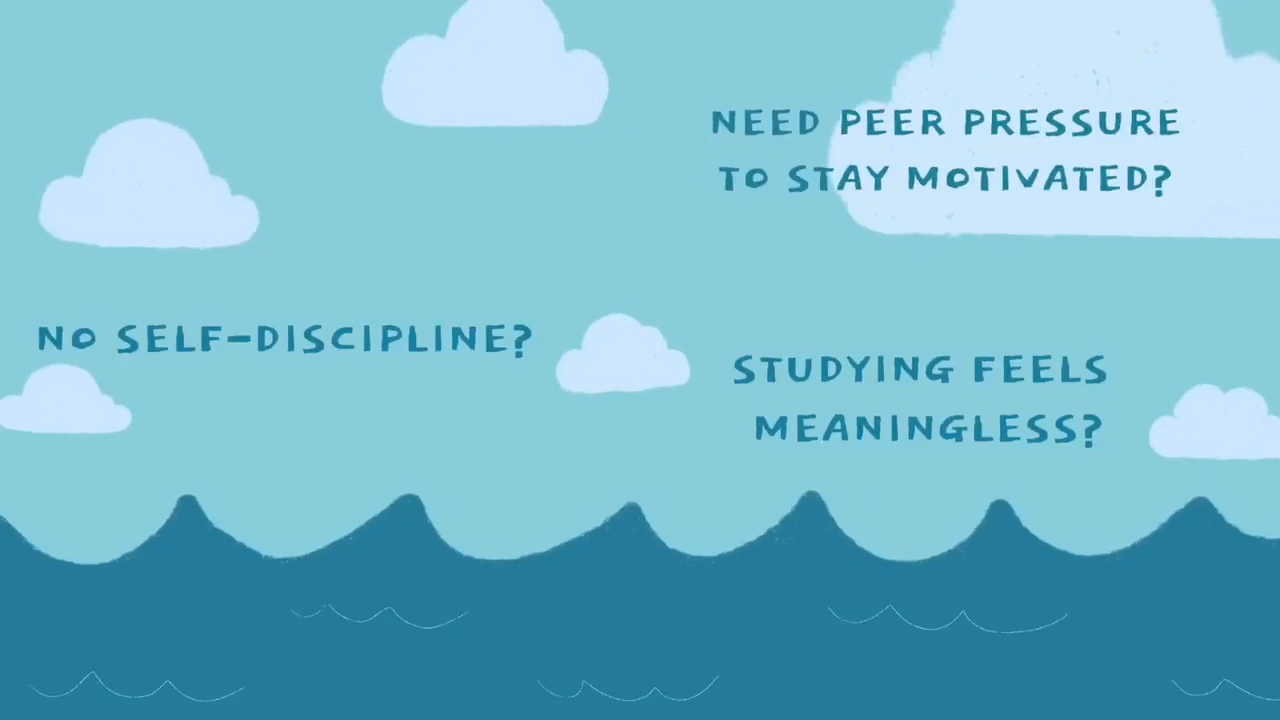 NEED PEER PRESSURE
TO STAY MOTIVATED?
NO SELF-DISCIPLINE?
STUDYING FEELS
MEANINGLESS?